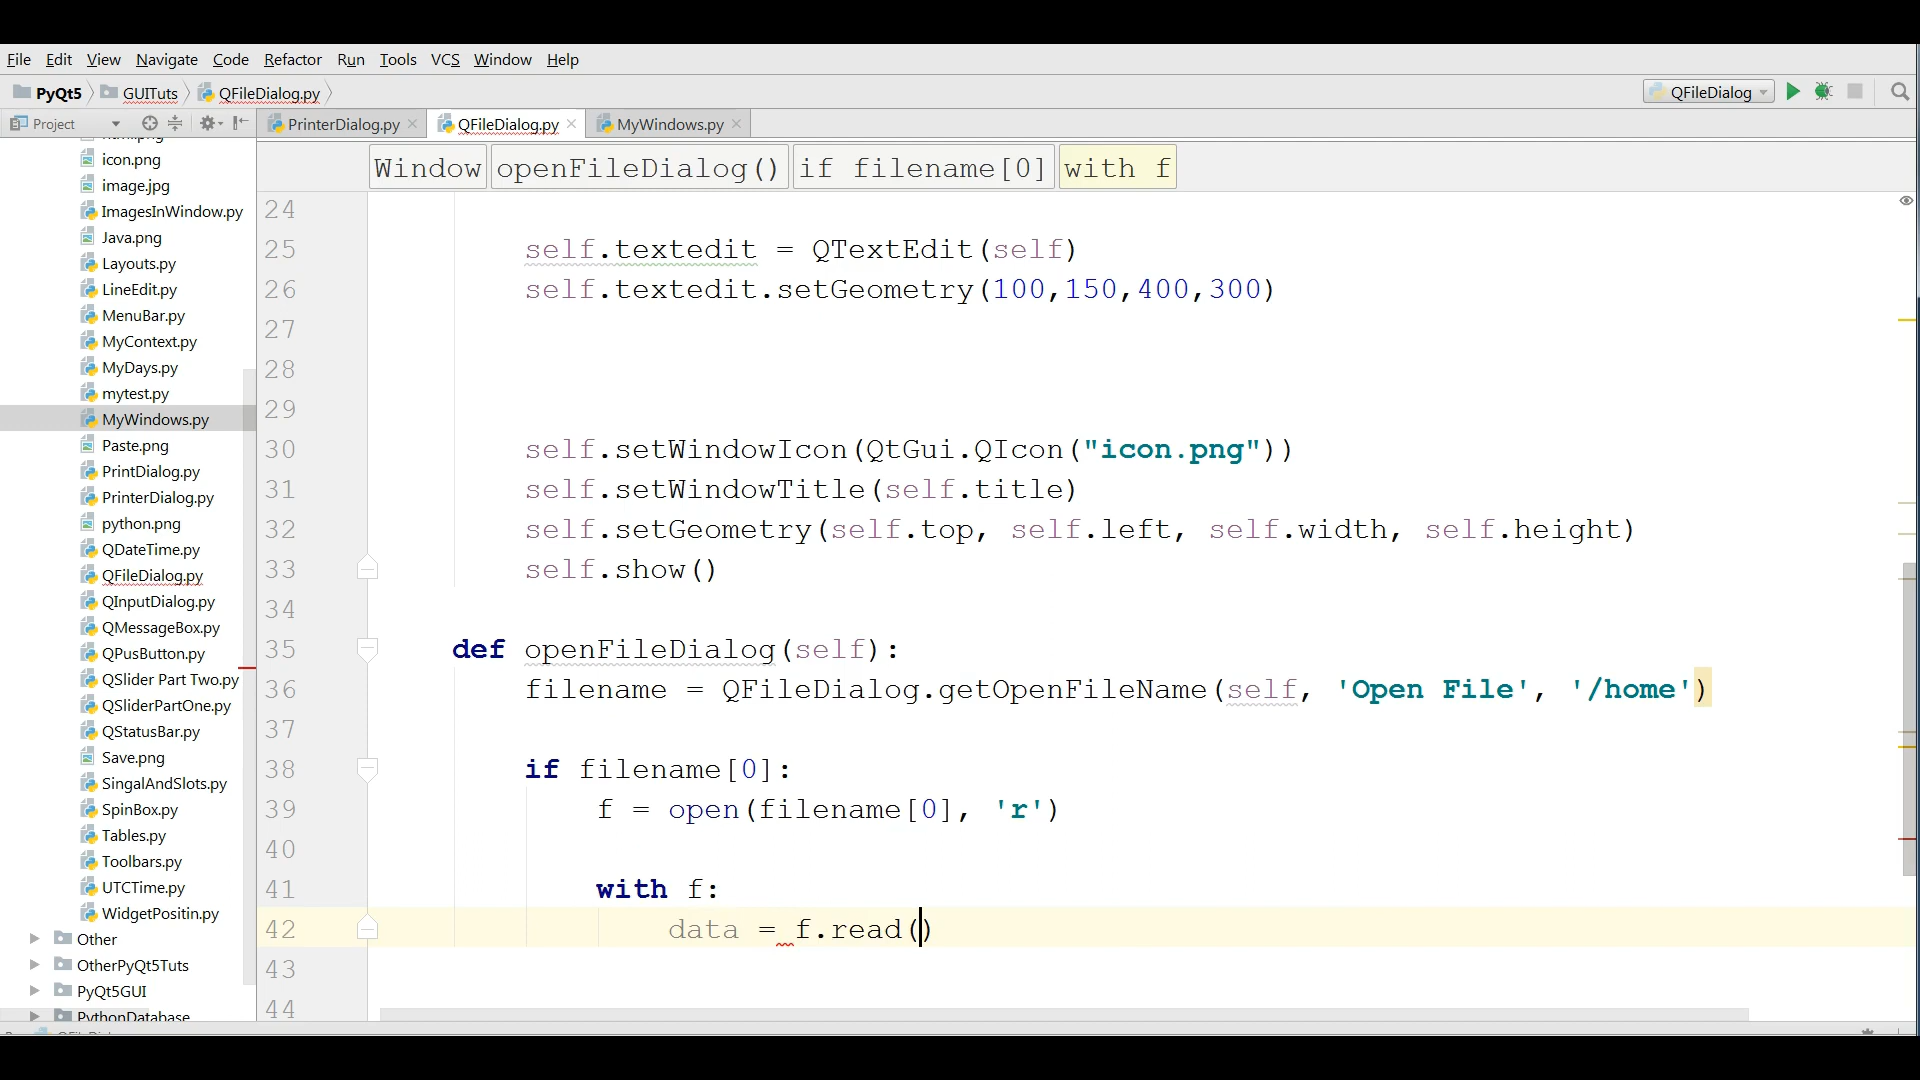 File Edit View Navigate Code Refactor Run Tools VCS Window Help
PyQt5 GUITuts QFileDialog.py QFileDialog
Project PrinterDialog.py QFileDialog.py MyWindows.py
Window openFileDialog() if filename[0] with f
icon.png
image.jpg
ImagesInWindow.py
Java.png
Layouts.py
LineEdit.py
MenuBar.py
MyContext.py
MyDays.py
mytest.py
MyWindows.py
Paste.png
PrintDialog.py
PrinterDialog.py
python.png
QDateTime.py
QFileDialog.py
QInputDialog.py
QMessageBox.py
QPusButton.py
QSlider Part Two.py
QSliderPartOne.py
QStatusBar.py
Save.png
SingalAndSlots.py
SpinBox.py
Tables.py
Toolbars.py
UTCTime.py
WidgetPositin.py
Other
OtherPyQt5Tuts
PyQt5GUI
PythonDatabase
24
25 self.textedit = QTextEdit(self)
26 self.textedit.setGeometry(100,150,400,300)
27
28
29
30 self.setWindowIcon(QtGui.QIcon("icon.png"))
31 self.setWindowTitle(self.title)
32 self.setGeometry(self.top, self.left, self.width, self.height)
33 self.show()
34
35 def openFileDialog(self):
36 filename = QFileDialog.getOpenFileName(self, 'Open File', '/home')
37
38 if filename[0]:
39 f = open(filename[0], 'r')
40
41 with f:
42 data = f.read()
43
44